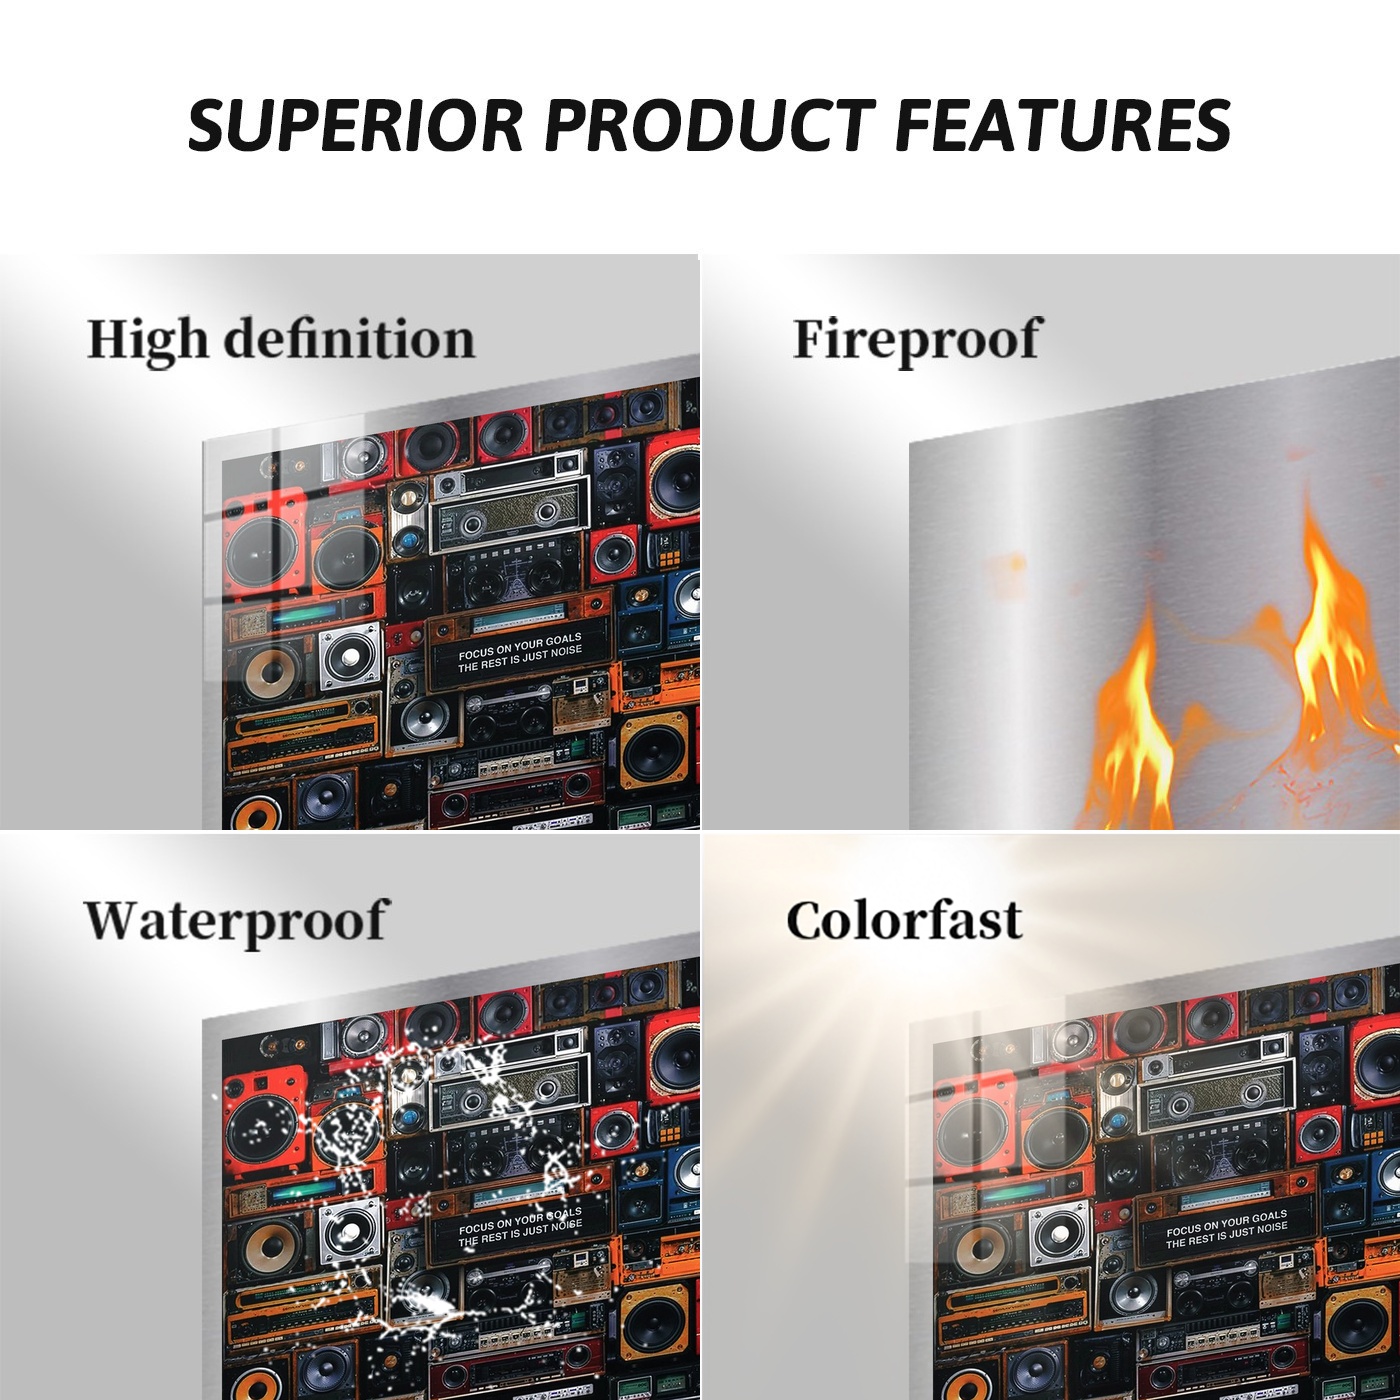 SUPERIOR PRODUCT FEATURES
High definition
Fireproof
FOCUS ON YOUR GOALS
THE REST IS JUST NOISE
Waterproof
Colorfast
FOCUS ON YOUR GOALS
THE REST IS JUST NOISE
FOCUS ON YOUR GOALS
THE REST IS JUST NOISE